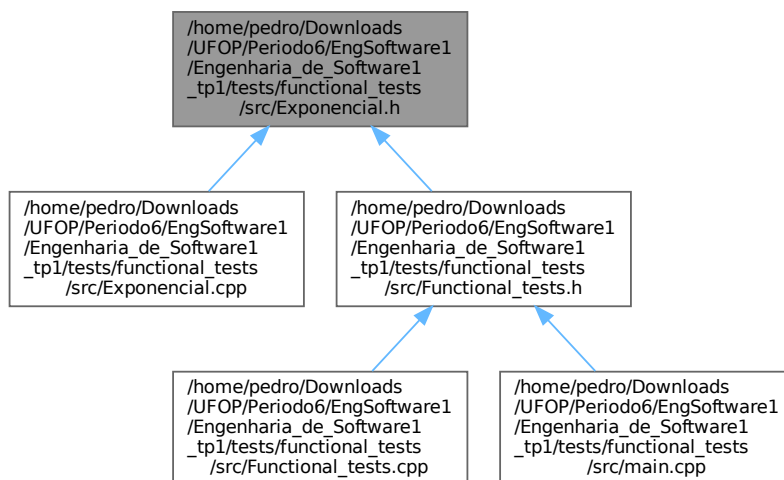 /home/pedro/Downloads
/UFOP/Periodo6/EngSoftware1
/Engenharia_de_Software1
_tp1/tests/functional_tests
/src/Exponencial.h
/home/pedro/Downloads
/UFOP/Periodo6/EngSoftware1
/Engenharia_de_Software1
_tp1/tests/functional_tests
/src/Exponencial.cpp
/home/pedro/Downloads
/UFOP/Periodo6/EngSoftware1
/Engenharia_de_Software1
_tp1/tests/functional_tests
/src/Functional_tests.h
/home/pedro/Downloads
/UFOP/Periodo6/EngSoftware1
/Engenharia_de_Software1
_tp1/tests/functional_tests
/src/Functional_tests.cpp
/home/pedro/Downloads
/UFOP/Periodo6/EngSoftware1
/Engenharia_de_Software1
_tp1/tests/functional_tests
/src/main.cpp